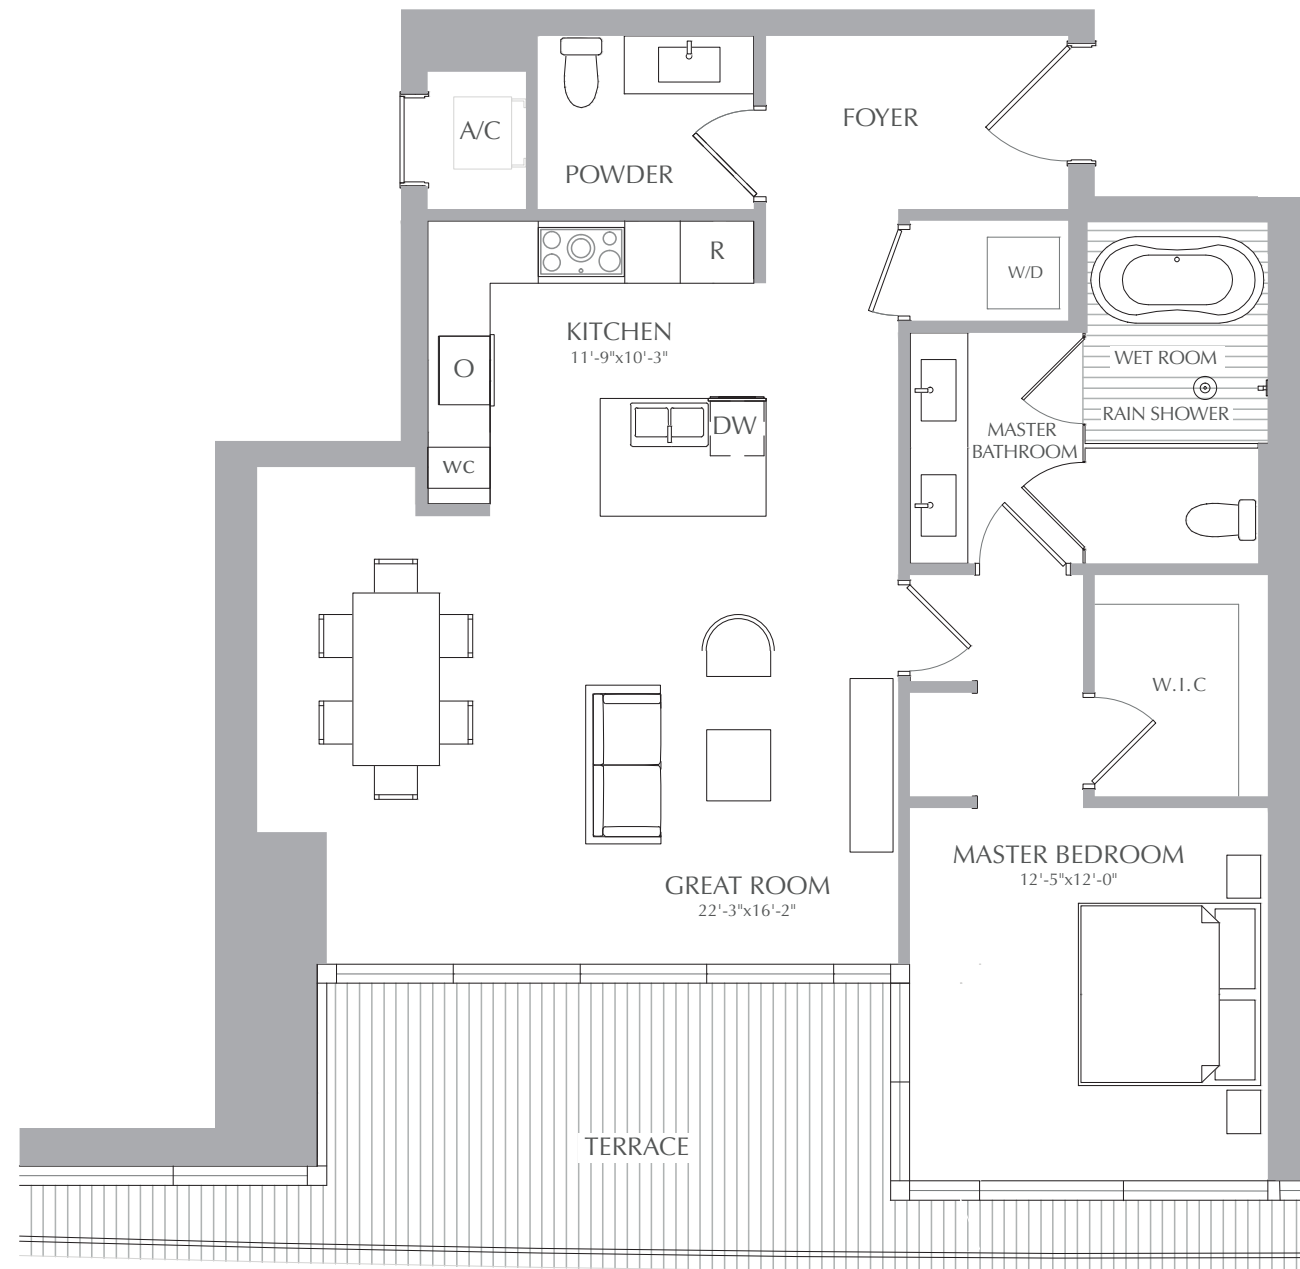 FOYER
A/C
POWDER
R
W/D
KITCHEN
11'-9"x10'-3"
O
WET ROOM
RAIN SHOWER
DW
MASTER
BATHROOM
WC
W.I.C
MASTER BEDROOM
12'-5"x12'-0"
GREAT ROOM
22'-3"x16'-2"
TERRACE